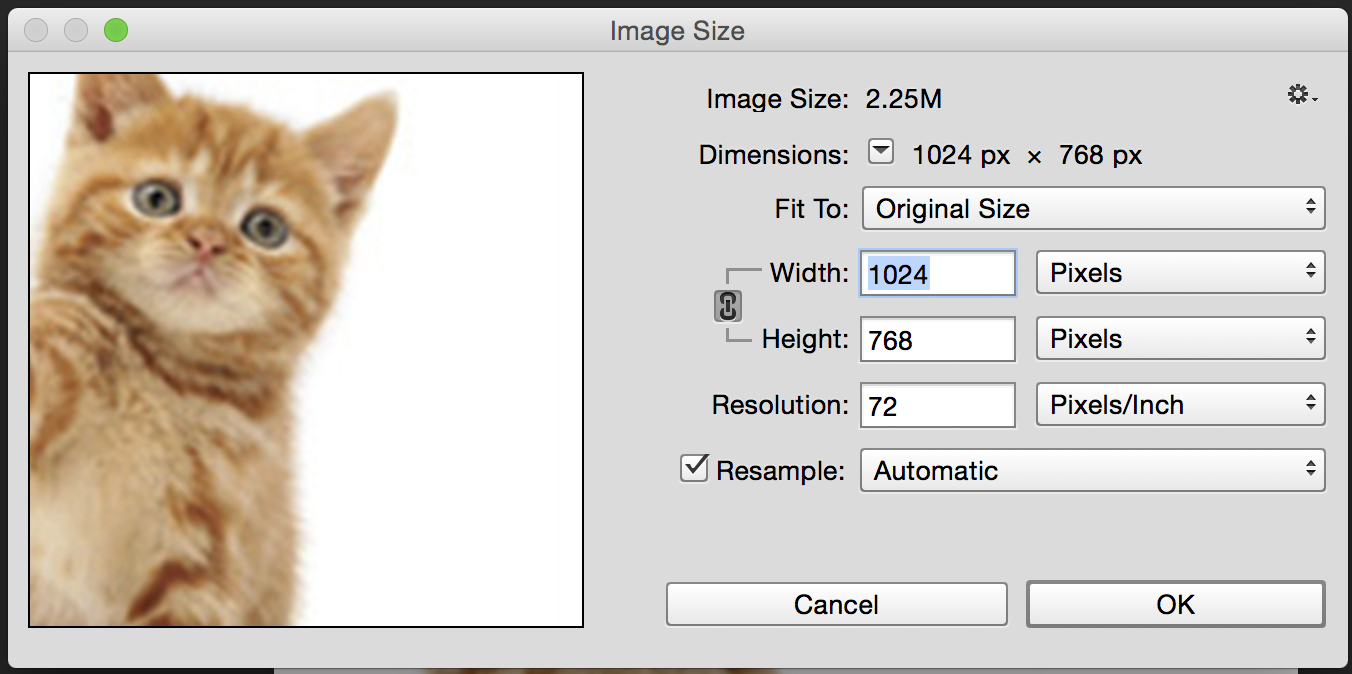 Image Size
Image Size: 2.25M
Dimensions: 1024 px × 768 px
Fit To: Original Size
Width: 1024 Pixels
Height: 768 Pixels
Resolution: 72 Pixels/Inch
Resample: Automatic
Cancel OK